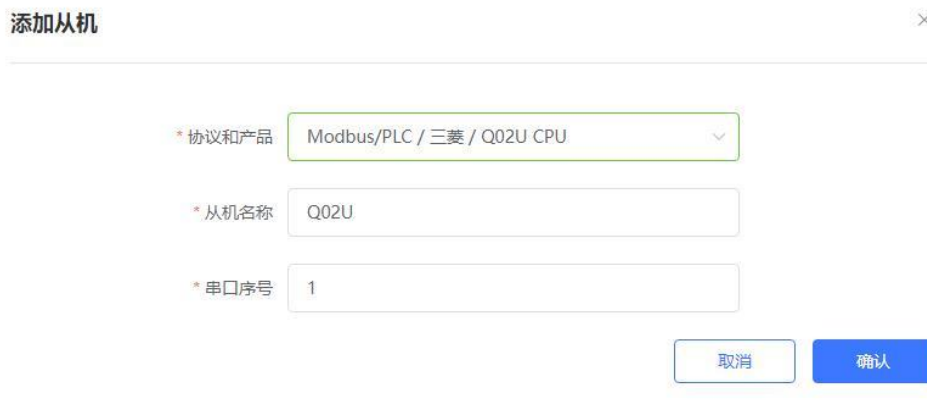 添加从机
* 协议和产品 Modbus/PLC / 三菱 / Q02U CPU
* 从机名称 Q02U
* 串口序号 1
取消 确认